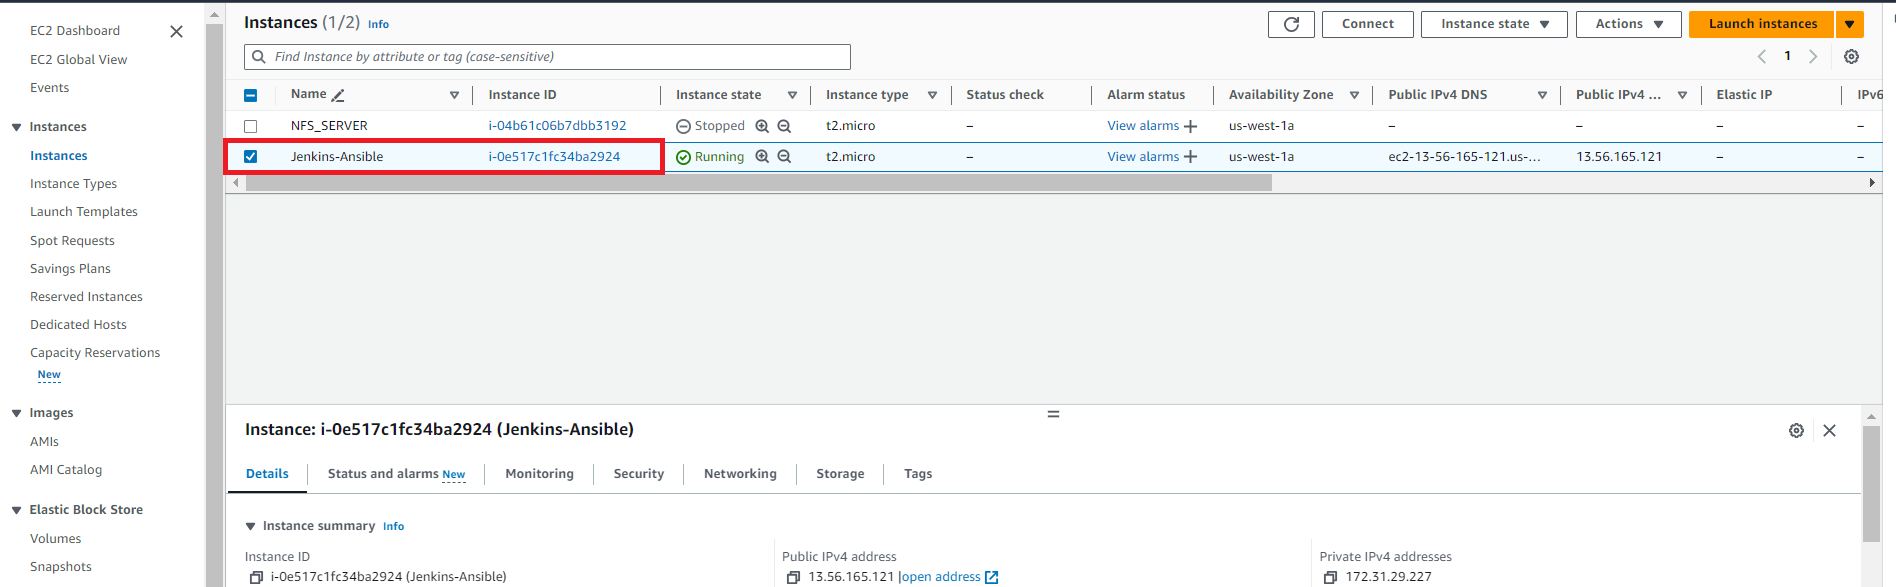 EC2 Dashboard
EC2 Global View
Events
Instances
Instances
Instance Types
Launch Templates
Spot Requests
Savings Plans
Reserved Instances
Dedicated Hosts
Capacity Reservations
New
Images
AMIs
AMI Catalog
Elastic Block Store
Volumes
Snapshots
Instances (1/2) Info
Connect Instance state Actions Launch instances
Find Instance by attribute or tag (case-sensitive)
1
Name Instance ID Instance state Instance type Status check Alarm status Availability Zone Public IPv4 DNS Public IPv4 ... Elastic IP IPv6
NFS_SERVER i-04b61c06b7dbb3192 Stopped t2.micro – View alarms + us-west-1a – – – –
Jenkins-Ansible i-0e517c1fc34ba2924 Running t2.micro – View alarms + us-west-1a ec2-13-56-165-121.us-... 13.56.165.121 – –
Instance: i-0e517c1fc34ba2924 (Jenkins-Ansible)
Details Status and alarms New Monitoring Security Networking Storage Tags
Instance summary Info
Instance ID Public IPv4 address Private IPv4 addresses
i-0e517c1fc34ba2924 (Jenkins-Ansible) 13.56.165.121 |open address 172.31.29.227